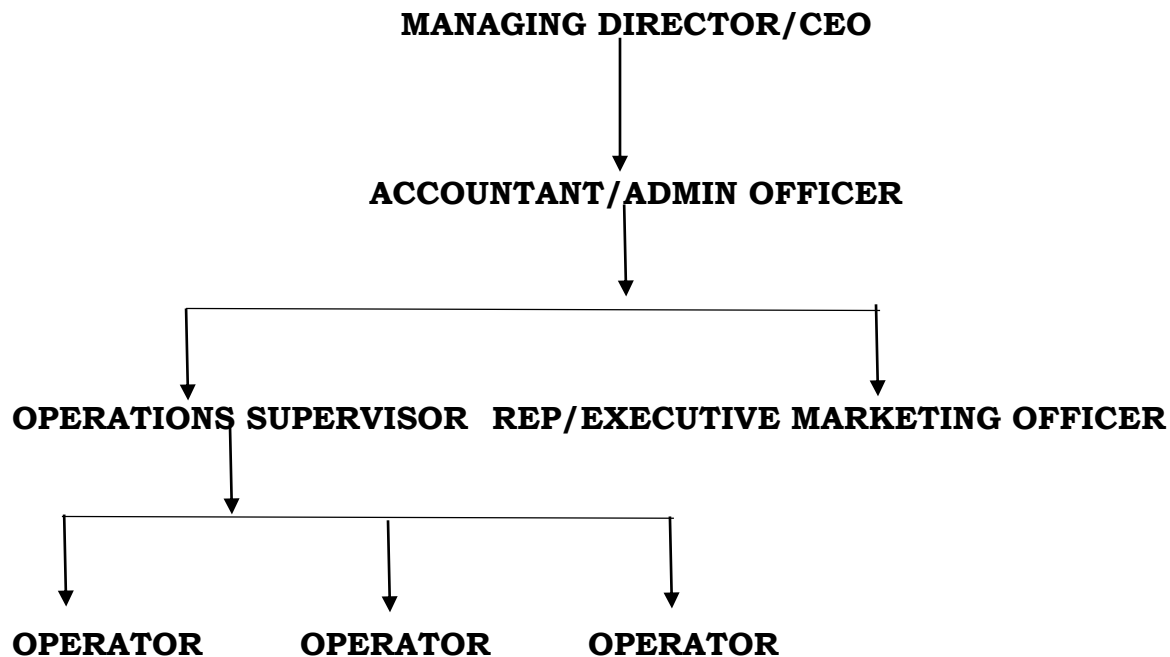 MANAGING DIRECTOR/CEO
ACCOUNTANT/ADMIN OFFICER
OPERATIONS SUPERVISOR REP/EXECUTIVE MARKETING OFFICER
OPERATOR OPERATOR OPERATOR